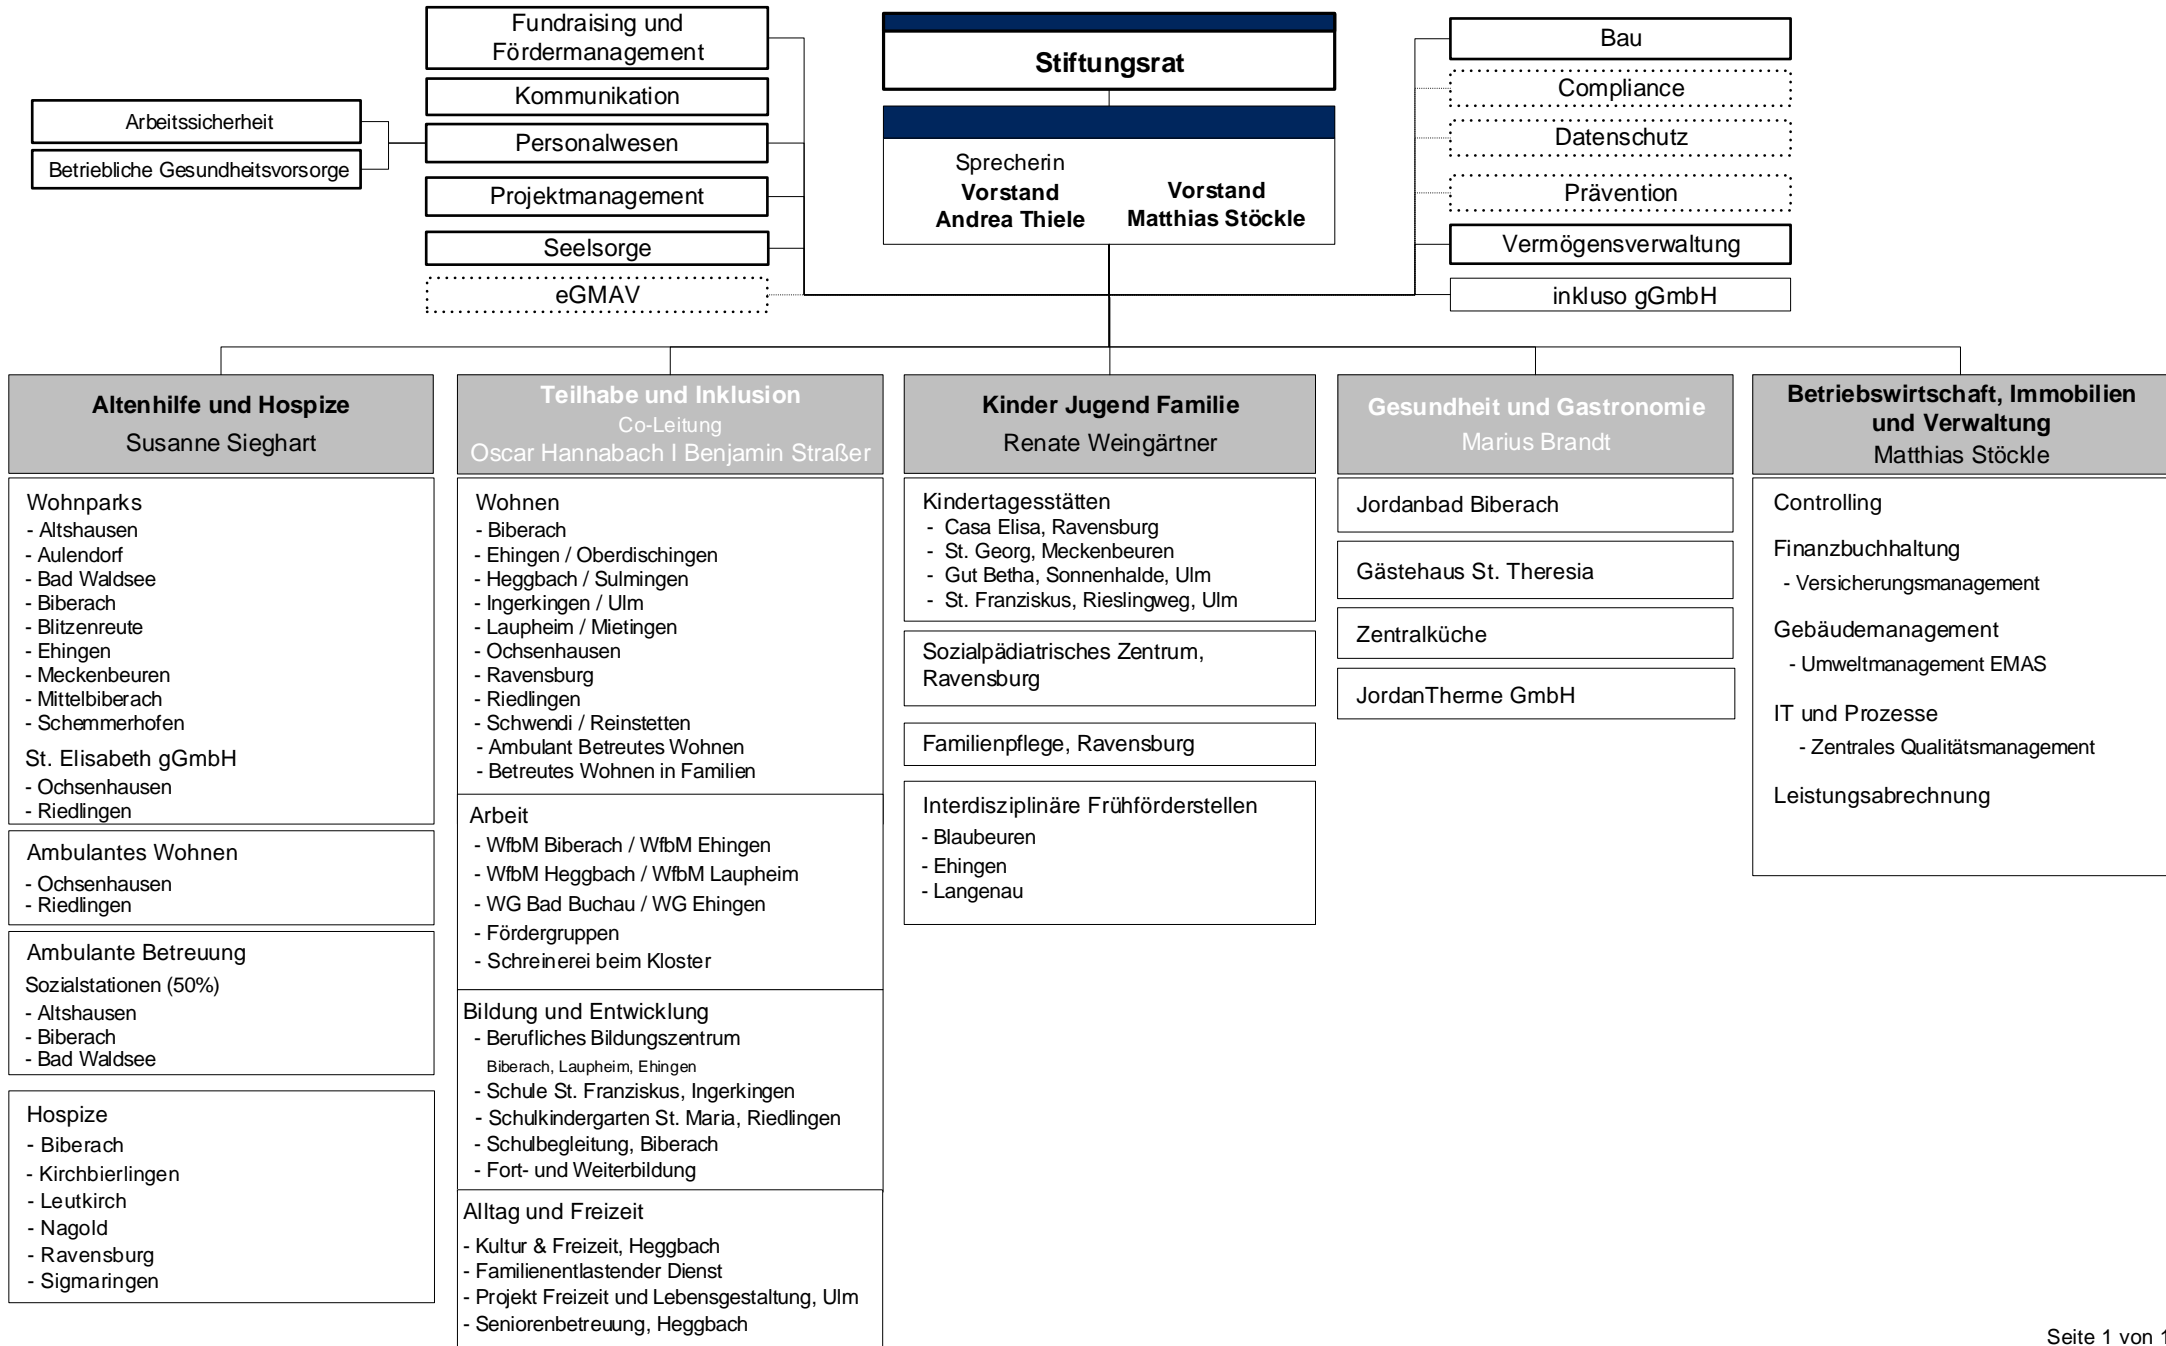 Fundraising und
Fördermanagement
Kommunikation
Arbeitssicherheit
Betriebliche Gesundheitsvorsorge
Personalwesen
Projektmanagement
Seelsorge
eGMAV
Stiftungsrat
Sprecherin
Vorstand
Andrea Thiele
Vorstand
Matthias Stöckle
Bau
Compliance
Datenschutz
Prävention
Vermögensverwaltung
inkluso gGmbH
Altenhilfe und Hospize
Susanne Sieghart
Wohnparks
- Altshausen
- Aulendorf
- Bad Waldsee
- Biberach
- Blitzenreute
- Ehingen
- Meckenbeuren
- Mittelbiberach
- Schemmerhofen
St. Elisabeth gGmbH
- Ochsenhausen
- Riedlingen
Ambulantes Wohnen
- Ochsenhausen
- Riedlingen
Ambulante Betreuung
Sozialstationen (50%)
- Altshausen
- Biberach
- Bad Waldsee
Hospize
- Biberach
- Kirchbierlingen
- Leutkirch
- Nagold
- Ravensburg
- Sigmaringen
Teilhabe und Inklusion
Co-Leitung
Oscar Hannabach I Benjamin Straßer
Wohnen
- Biberach
- Ehingen / Oberdischingen
- Heggbach / Sulmingen
- Ingerkingen / Ulm
- Laupheim / Mietingen
- Ochsenhausen
- Ravensburg
- Riedlingen
- Schwendi / Reinstetten
- Ambulant Betreutes Wohnen
- Betreutes Wohnen in Familien
Arbeit
- WfbM Biberach / WfbM Ehingen
- WfbM Heggbach / WfbM Laupheim
- WG Bad Buchau / WG Ehingen
- Fördergruppen
- Schreinerei beim Kloster
Bildung und Entwicklung
- Berufliches Bildungszentrum
Biberach, Laupheim, Ehingen
- Schule St. Franziskus, Ingerkingen
- Schulkindergarten St. Maria, Riedlingen
- Schulbegleitung, Biberach
- Fort- und Weiterbildung
Alltag und Freizeit
- Kultur & Freizeit, Heggbach
- Familienentlastender Dienst
- Projekt Freizeit und Lebensgestaltung, Ulm
- Seniorenbetreuung, Heggbach
Kinder Jugend Familie
Renate Weingärtner
Kindertagesstätten
- Casa Elisa, Ravensburg
- St. Georg, Meckenbeuren
- Gut Betha, Sonnenhalde, Ulm
- St. Franziskus, Rieslingweg, Ulm
Sozialpädiatrisches Zentrum,
Ravensburg
Familienpflege, Ravensburg
Interdisziplinäre Frühförderstellen
- Blaubeuren
- Ehingen
- Langenau
Gesundheit und Gastronomie
Marius Brandt
Jordanbad Biberach
Gästehaus St. Theresia
Zentralküche
JordanTherme GmbH
Betriebswirtschaft, Immobilien
und Verwaltung
Matthias Stöckle
Controlling
Finanzbuchhaltung
- Versicherungsmanagement
Gebäudemanagement
- Umweltmanagement EMAS
IT und Prozesse
- Zentrales Qualitätsmanagement
Leistungsabrechnung
Seite 1 von 1